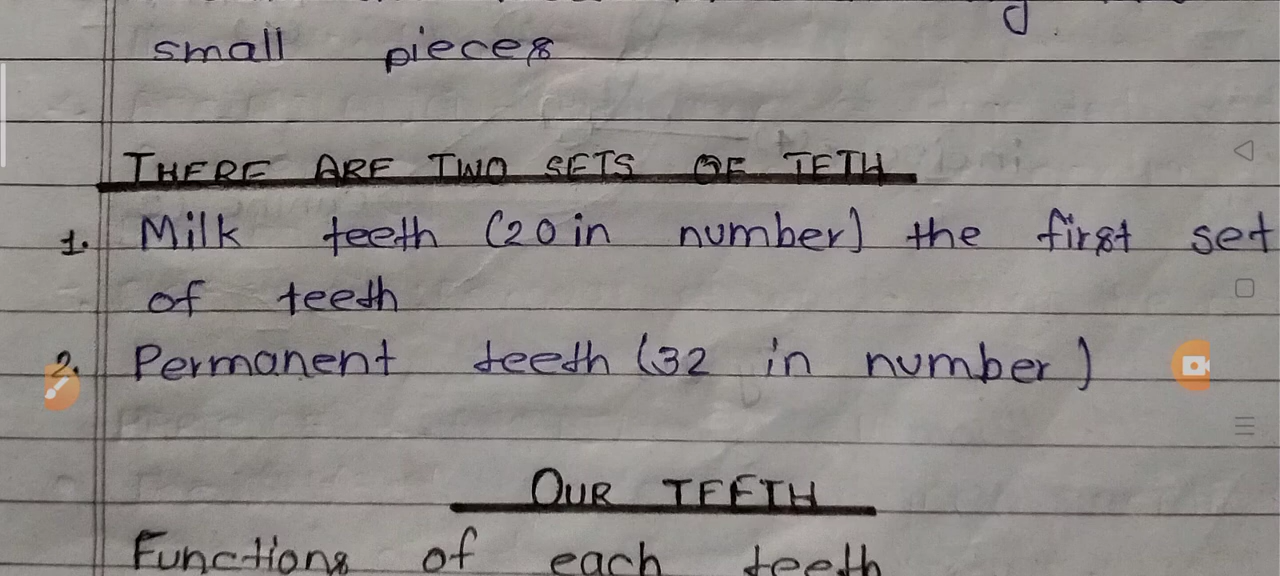 small pieces
THERE ARE TWO SETS OF TETH
1. Milk teeth (20 in number) the first set
of teeth
2. Permanent teeth (32 in number)
OUR TEETH
Functions of each teeth